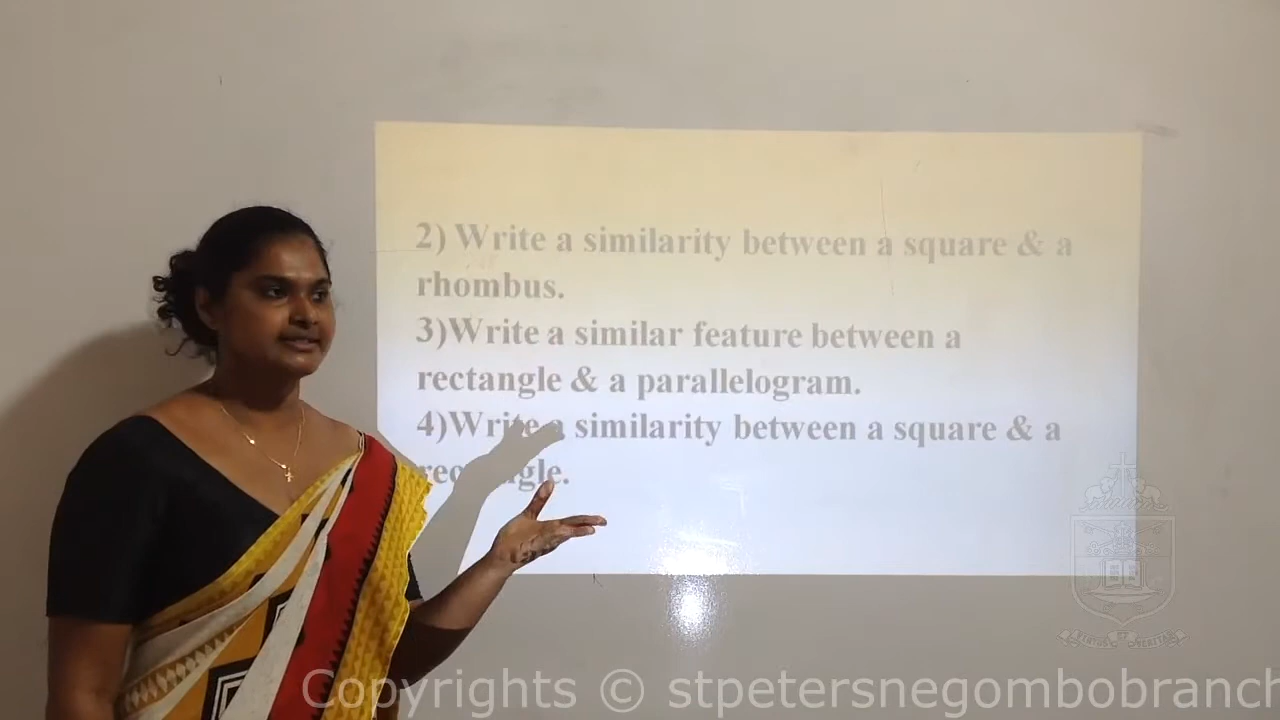 2) Write a similarity between a square & a
rhombus.
3)Write a similar feature between a
rectangle & a parallelogram.
4)Write a similarity between a square & a
rectangle.
Copyrights © stpetersnegombobranch